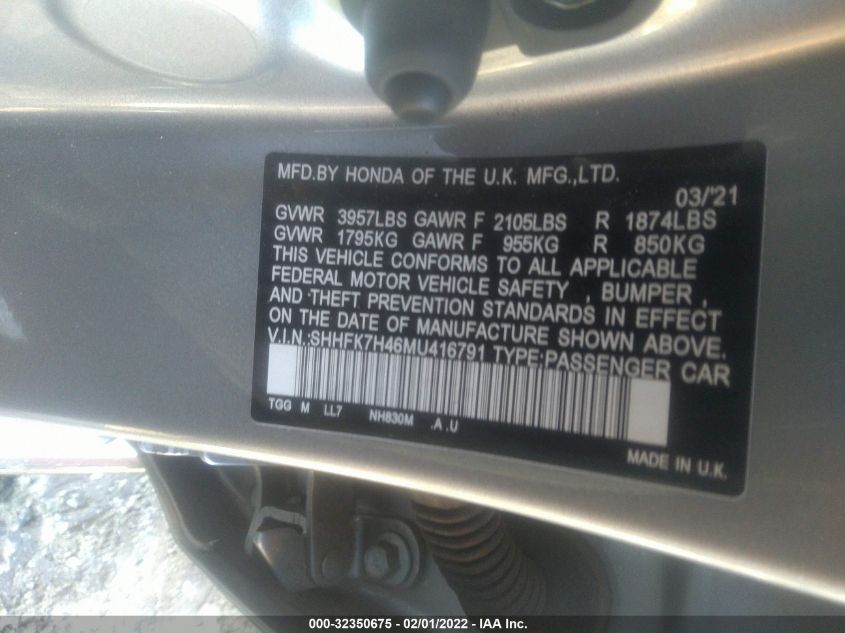 MFD.BY HONDA OF THE U.K. MFG.,LTD.
03/'21
GVWR 3957LBS GAWR F 2105LBS R 1874LBS
GVWR 1795KG GAWR F 955KG R 850KG
THIS VEHICLE CONFORMS TO ALL APPLICABLE
FEDERAL MOTOR VEHICLE SAFETY , BUMPER ,
AND THEFT PREVENTION STANDARDS IN EFFECT
ON THE DATE OF MANUFACTURE SHOWN ABOVE.
V.I.N.:SHHFK7H46MU416791 TYPE:PASSENGER CAR
TGG M LL7 NH830M .A .U
MADE IN U.K.
000-32350675 - 02/01/2022 - IAA Inc.